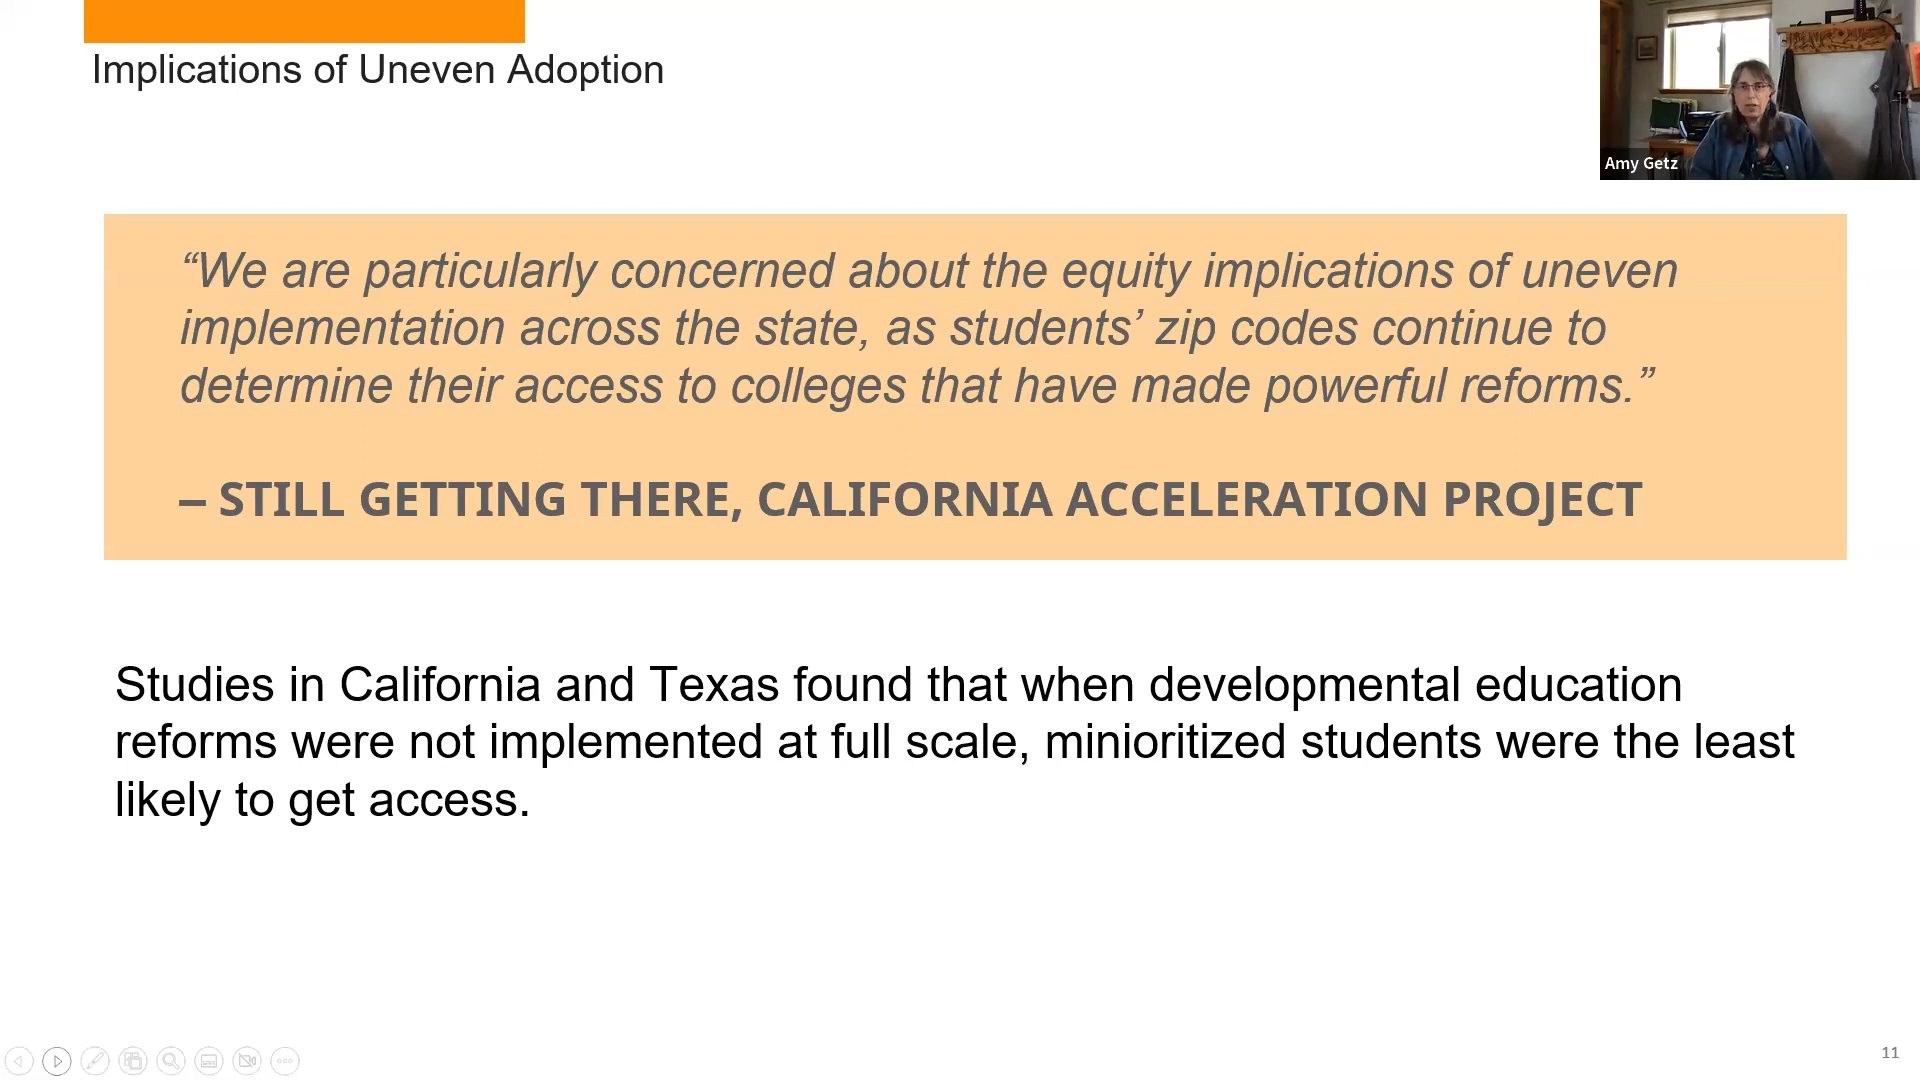 Implications of Uneven Adoption
Amy Getz
“We are particularly concerned about the equity implications of uneven
implementation across the state, as students’ zip codes continue to
determine their access to colleges that have made powerful reforms.”
– STILL GETTING THERE, CALIFORNIA ACCELERATION PROJECT
Studies in California and Texas found that when developmental education
reforms were not implemented at full scale, minioritized students were the least
likely to get access.
11